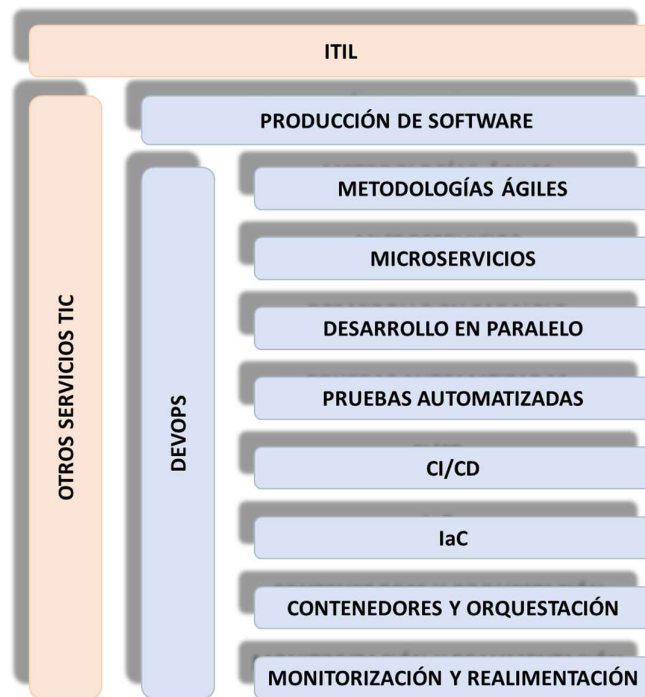 ITIL
OTROS SERVICIOS TIC
PRODUCCIÓN DE SOFTWARE
DEVOPS
METODOLOGÍAS ÁGILES
MICROSERVICIOS
DESARROLLO EN PARALELO
PRUEBAS AUTOMATIZADAS
CI/CD
IaC
CONTENEDORES Y ORQUESTACIÓN
MONITORIZACIÓN Y REALIMENTACIÓN